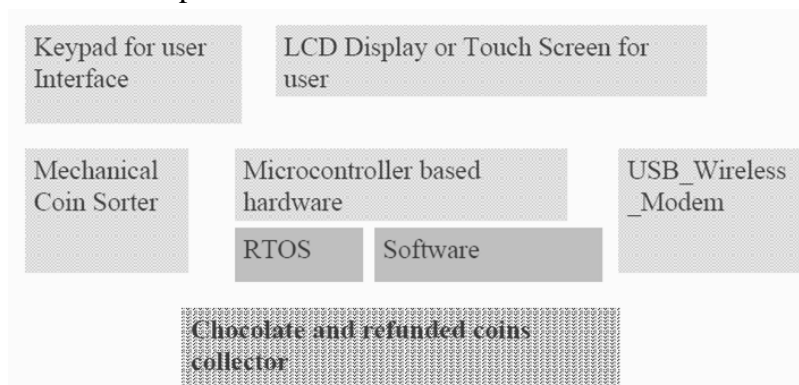 Keypad for user
Interface
LCD Display or Touch Screen for
user
Mechanical
Coin Sorter
Microcontroller based
hardware
USB_Wireless
_Modem
RTOS
Software
Chocolate and refunded coins
collector